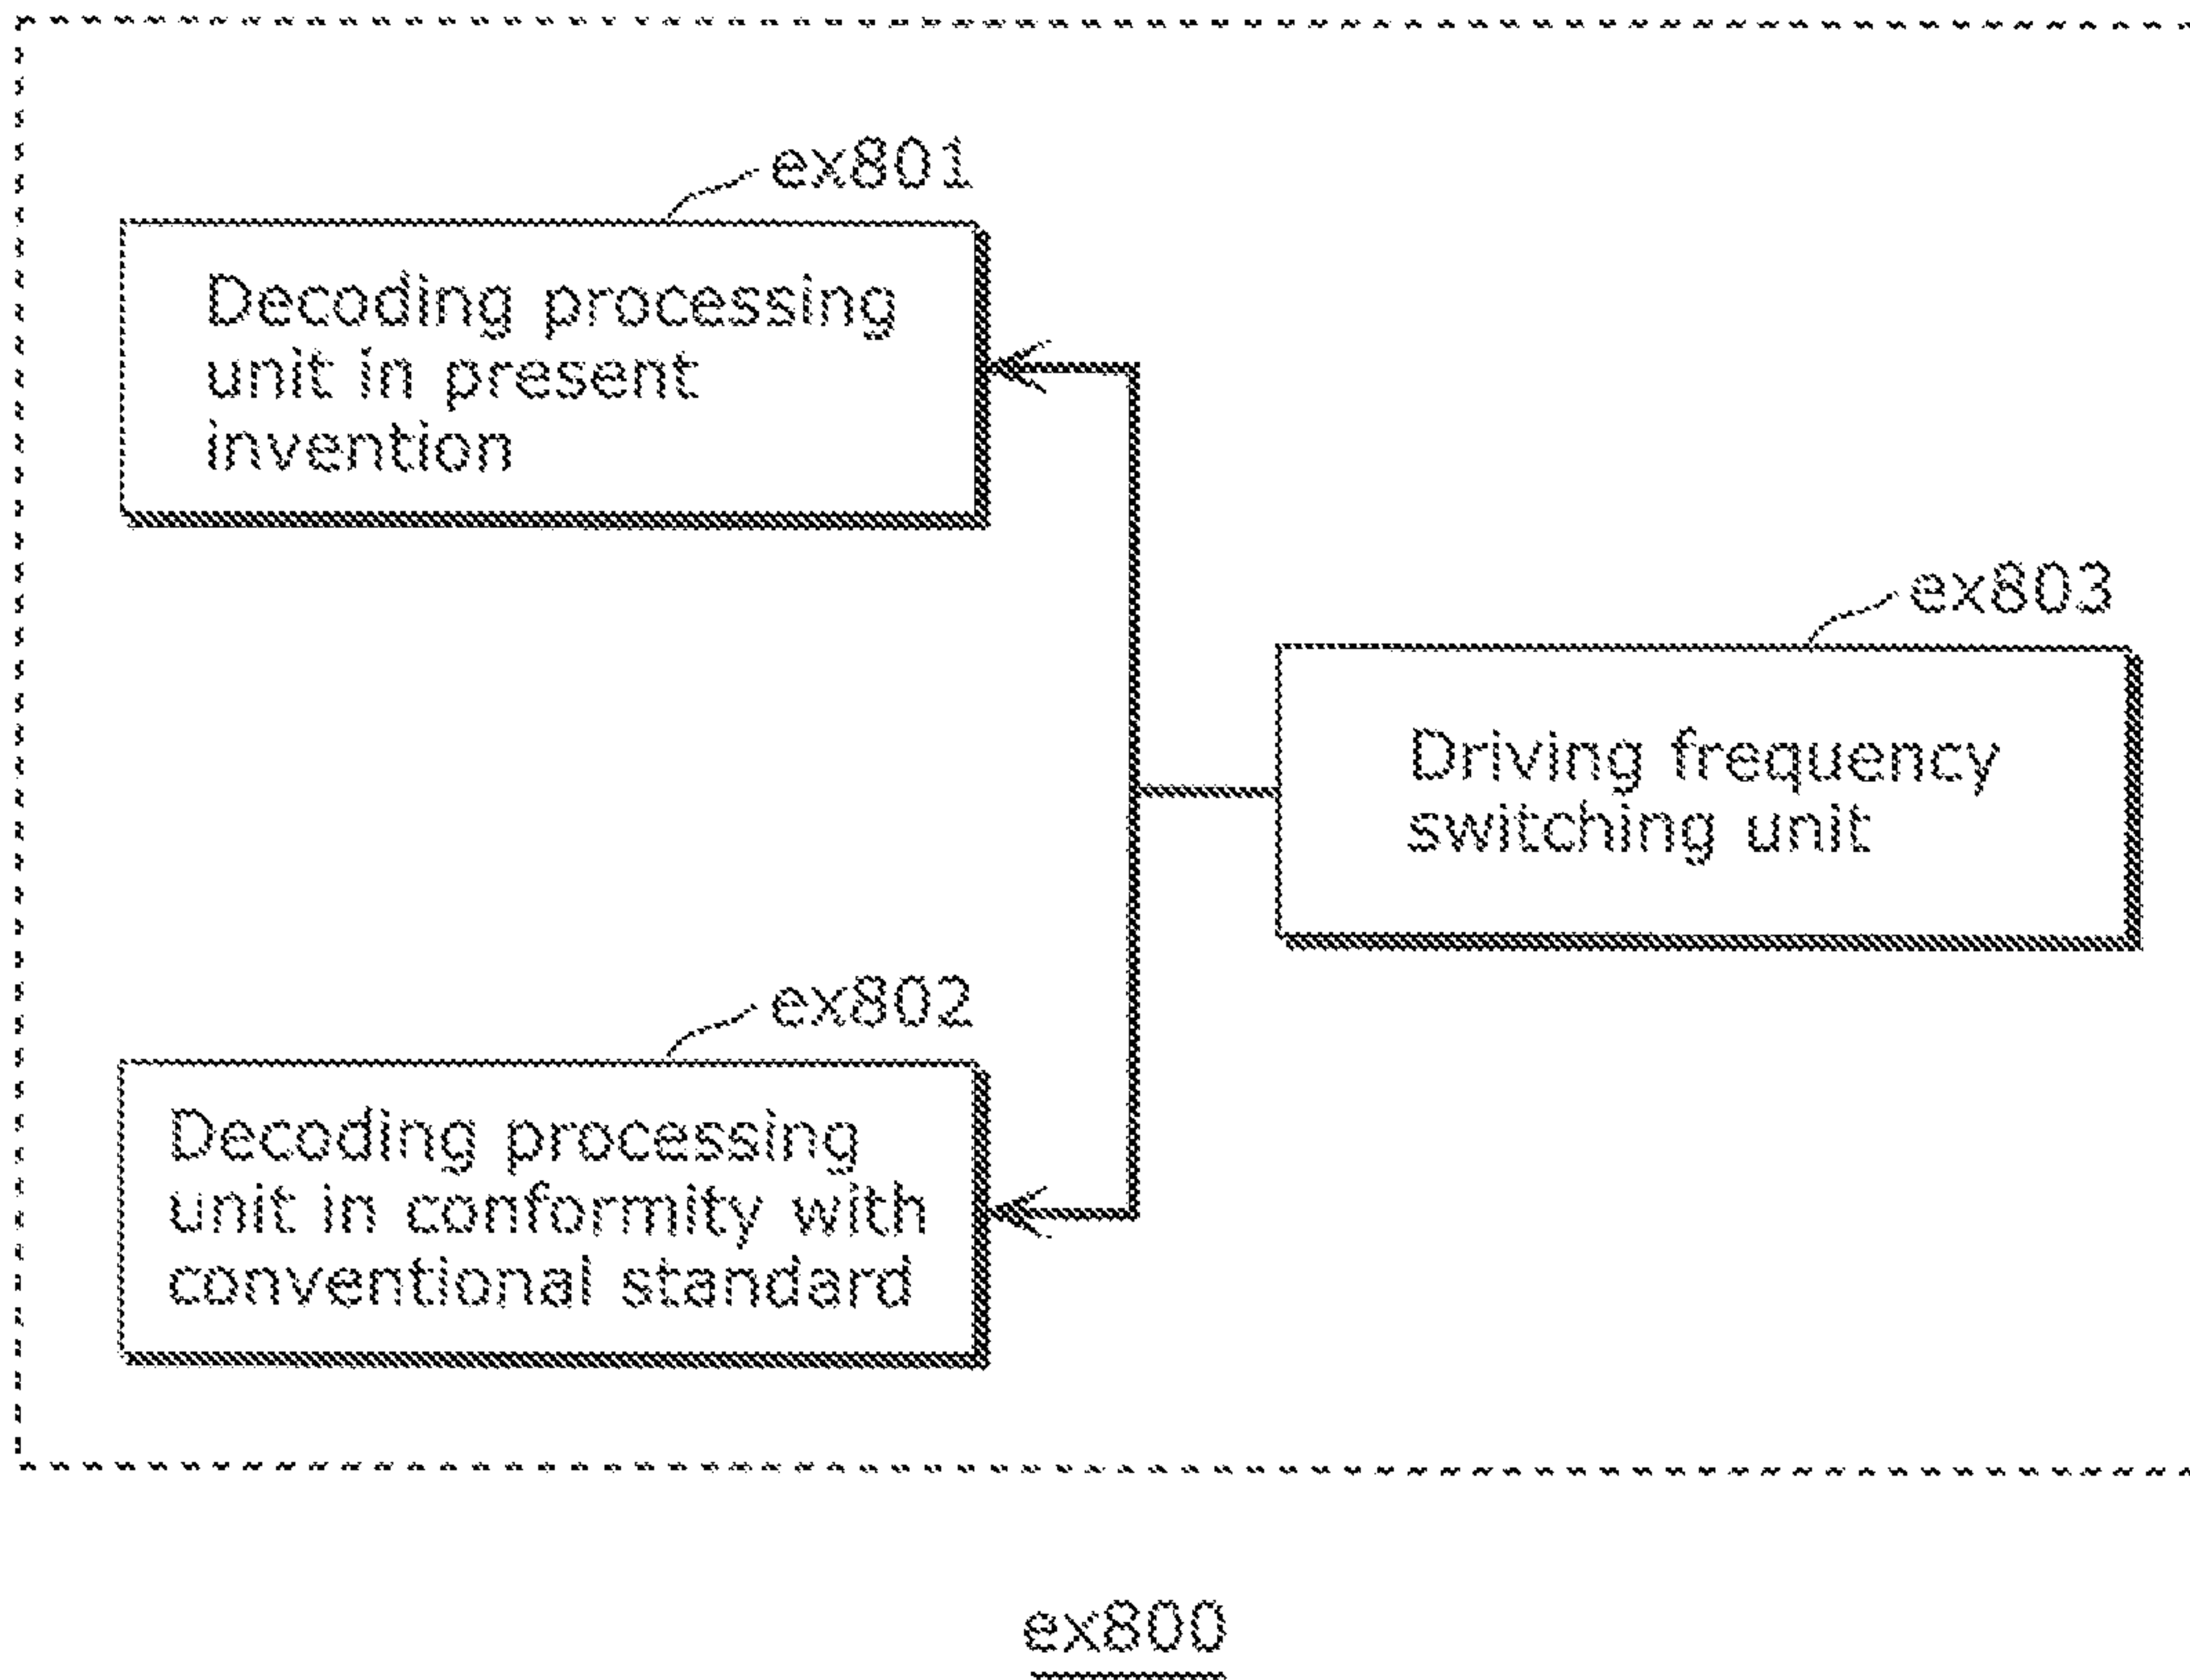 ex801
Decoding processing
unit in present
invention
ex803
Driving frequency
switching unit
ex802
Decoding processing
unit in conformity with
conventional standard
ex800